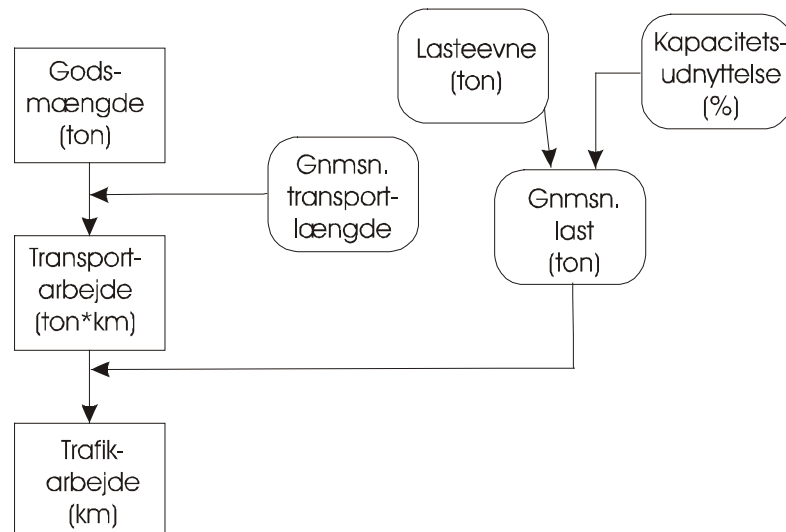 Gods-
mængde
(ton)
Lasteevne
(ton)
Kapacitets-
udnyttelse
(%)
Gnmsn.
transport-
længde
Gnmsn.
last
(ton)
Transport-
arbejde
(ton*km)
Trafik-
arbejde
(km)